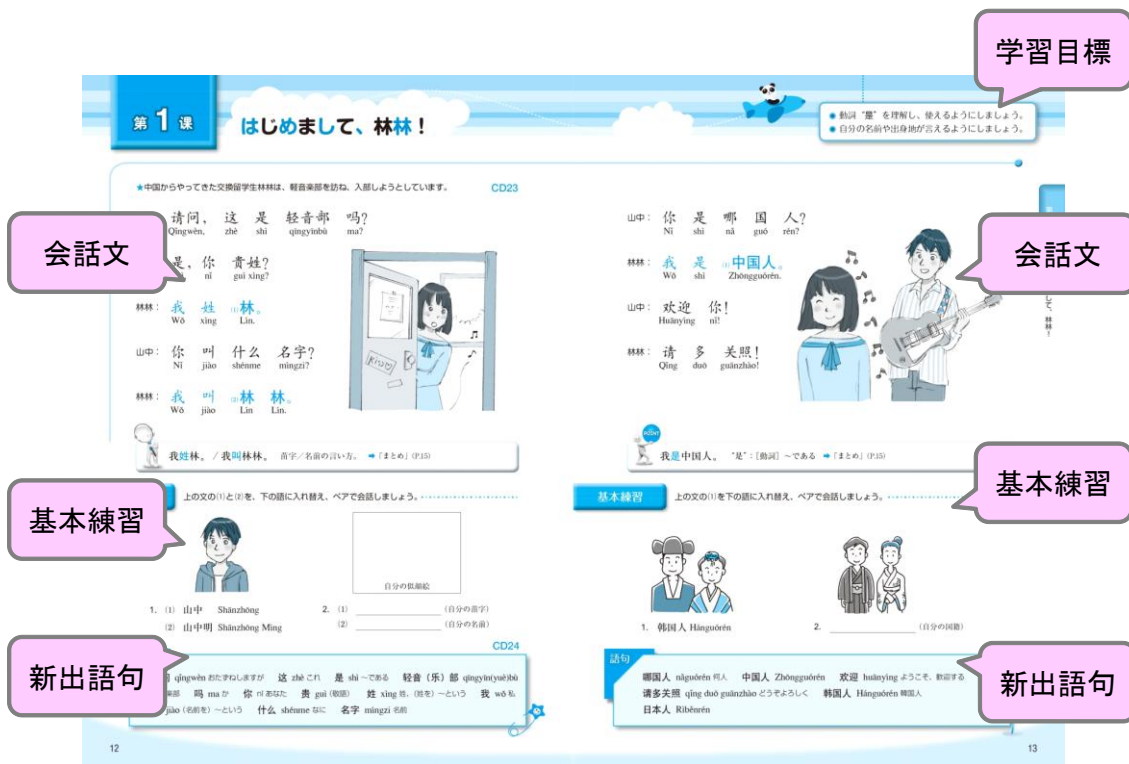 学習目標
第1课
はじめまして、林林！
● 動詞“是”を理解し、使えるようにしましょう。
● 自分の名前や出身地が言えるようにしましょう。
★中国からやってきた交換留学生林林は、軽音楽部を訪ね、入部しようとしています。 CD23
会話文
请问， 这 是 轻音部 吗?
Qǐngwèn, zhè shì qīngyīnbù ma?
是，你 贵姓?
nǐ guì xìng?
林林： 我 姓 (1)林。
Wǒ xìng Lín.
山中： 你 叫 什么 名字?
Nǐ jiào shénme míngzi?
林林： 我 叫 (2)林 林。
Wǒ jiào Lín Lín.
我姓林。/ 我叫林林。 苗字／名前の言い方。 ➡「まとめ」(P.15)
基本練習
上の文の(1)と(2)を、下の語に入れ替え、ペアで会話しましょう。
自分の似顔絵
1. (1) 山中 Shānzhōng
(2) 山中明 Shānzhōng Míng
2. (1) （自分の苗字）
(2) （自分の名前）
CD24
新出語句
qǐngwèn おたずねしますが 这 zhè これ 是 shì ～である 轻音（乐）部 qīngyīn(yuè)bù
部 吗 ma か 你 nǐ あなた 贵 guì（敬語） 姓 xìng 姓、（姓を）～という 我 wǒ 私
jiào（名前を）～という 什么 shénme なに 名字 míngzi 名前
12
山中： 你 是 哪 国 人?
Nǐ shì nǎ guó rén?
会話文
林林： 我 是 (1)中国人。
Wǒ shì Zhōngguórén.
山中： 欢迎 你!
Huānyíng nǐ!
林林： 请 多 关照!
Qǐng duō guānzhào!
て、林林！
POINT
我是中国人。 “是”：[動詞] ～である ➡「まとめ」(P.15)
基本練習
上の文の(1)を下の語に入れ替え、ペアで会話しましょう。
基本練習
1. 韩国人 Hánguórén
2. （自分の国籍）
語句
哪国人 nǎguórén 何人 中国人 Zhōngguórén 欢迎 huānyíng ようこそ、歓迎する
请多关照 qǐng duō guānzhào どうぞよろしく 韩国人 Hánguórén 韓国人
日本人 Rìběnrén
新出語句
13